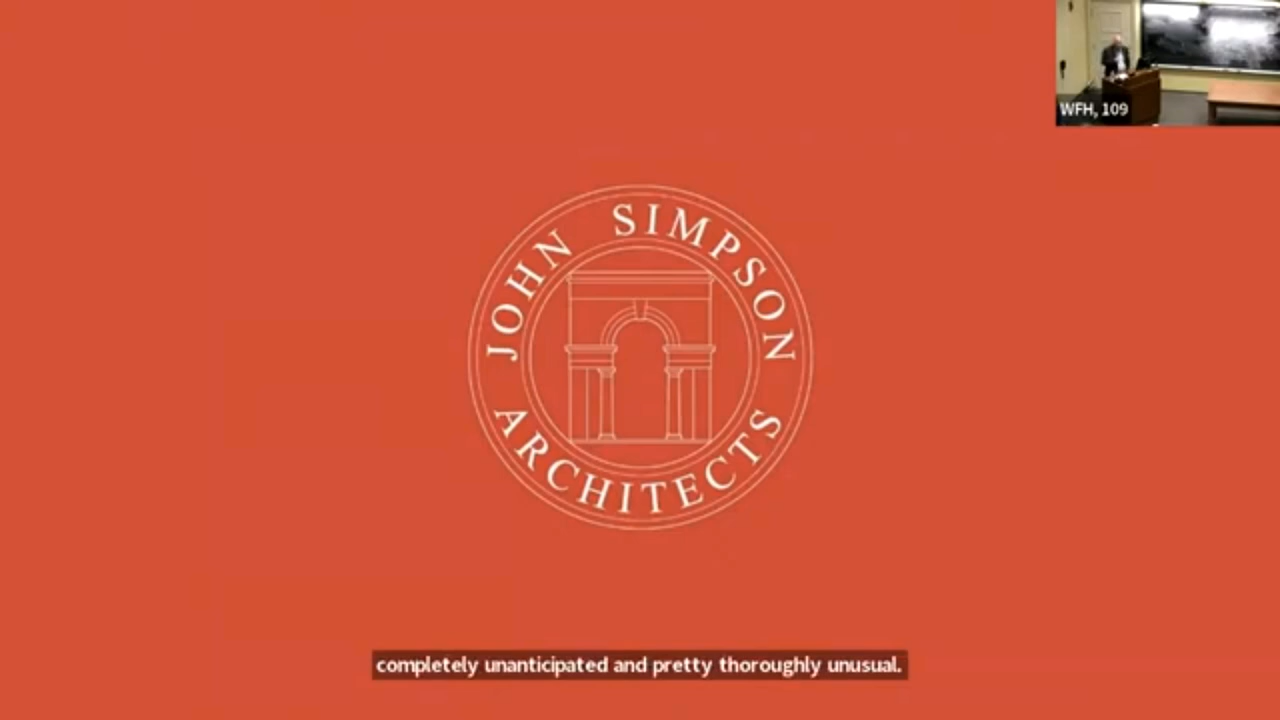 WFH, 109
JOHN SIMPSON
ARCHITECTS
completely unanticipated and pretty thoroughly unusual.